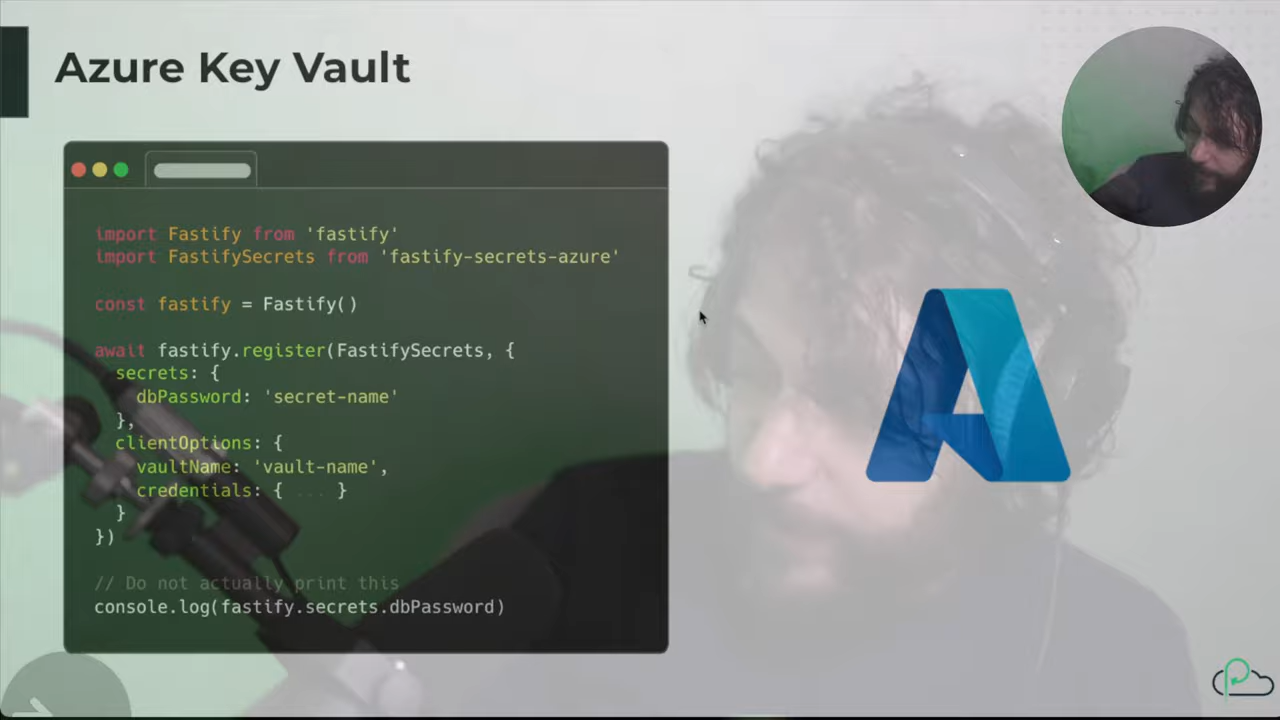 Azure Key Vault
import Fastify from 'fastify'
import FastifySecrets from 'fastify-secrets-azure'
const fastify = Fastify()
await fastify.register(FastifySecrets, {
secrets: {
dbPassword: 'secret-name'
},
clientOptions: {
vaultName: 'vault-name',
credentials: { ... }
}
})
// Do not actually print this
console.log(fastify.secrets.dbPassword)